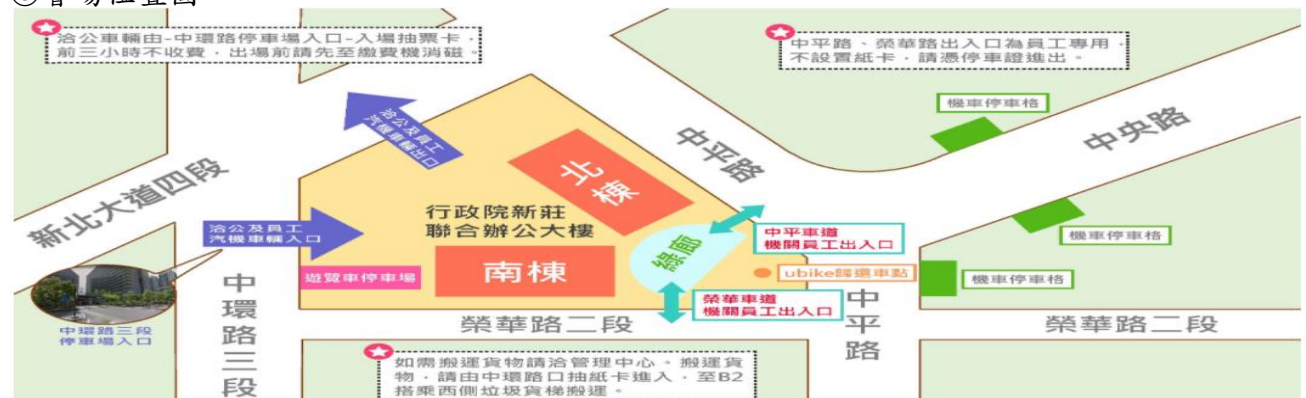 洽公車輛由-中環路停車場入口-入場抽票卡，
前三小時不收費，出場前請先至繳費機消磁。
中平路、榮華路出入口為員工專用，
不設置紙卡，請憑停車證進出。
機車停車格
洽公及員工
汽機車輛出口
中平路
中央路
北棟
新北大道四段
行政院新莊
聯合辦公大樓
洽公及員工
汽機車輛入口
綠廊
中平車道
機關員工出入口
機車停車格
南棟
遊覽車停車場
ubike歸還車點
機車停車格
中環路三段
停車場入口
中環路三段
榮華車道
機關員工出入口
中平路
榮華路二段
榮華路二段
如需搬運貨物請洽管理中心。搬運貨
物，請由中環路口抽紙卡進入，至B2
搭乘西側垃圾貨梯搬運。